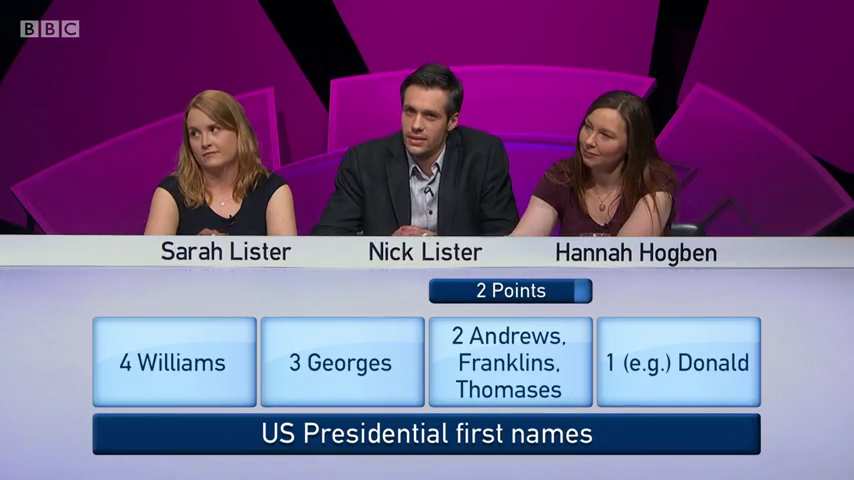 BBC
Sarah Lister
Nick Lister
Hannah Hogben
2 Points
4 Williams
3 Georges
2 Andrews,
Franklins,
Thomases
1 (e.g.) Donald
US Presidential first names